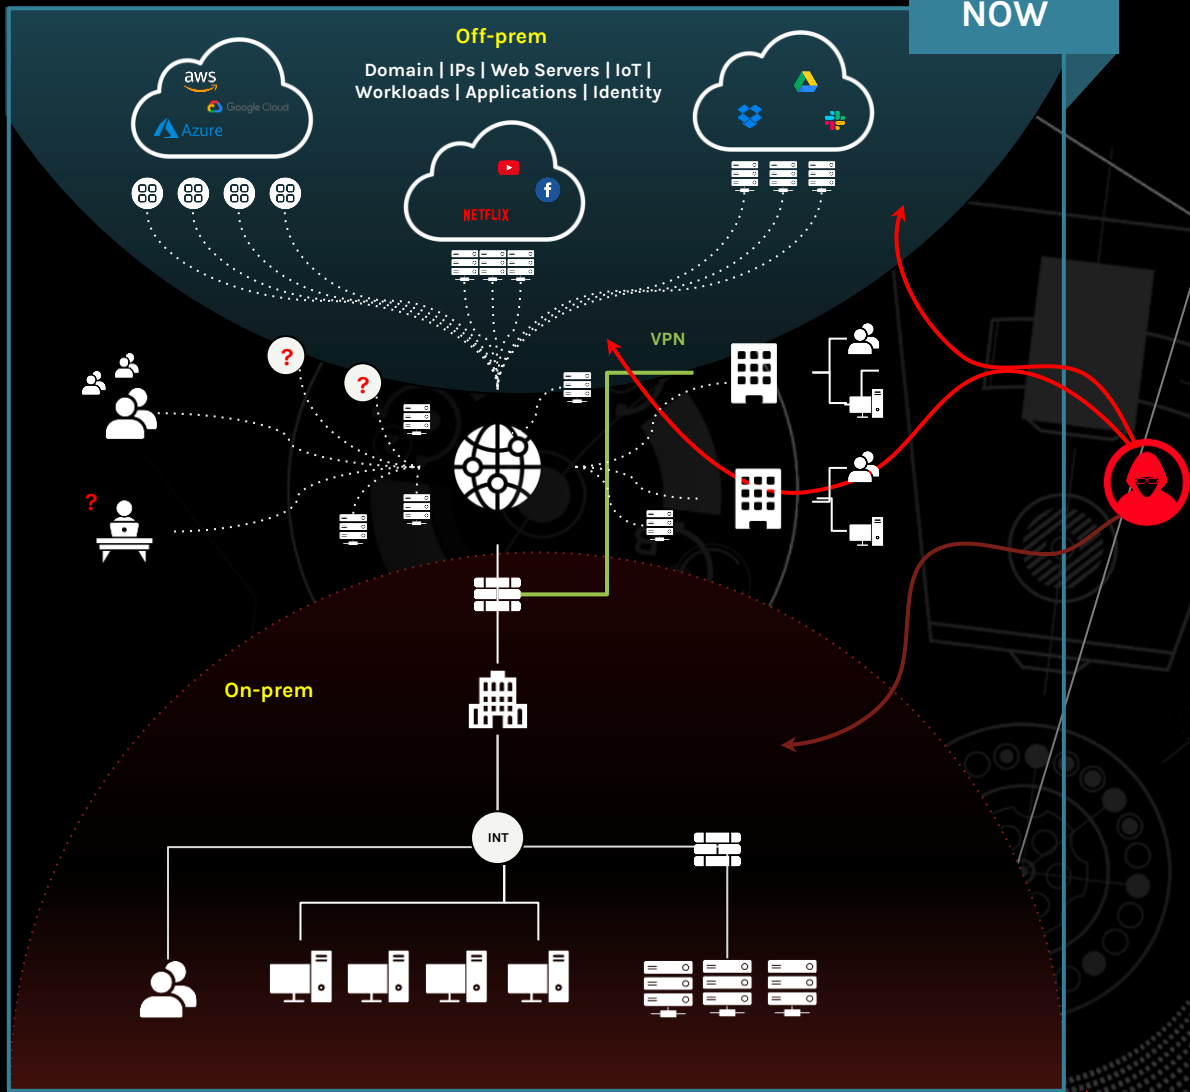 NOW
Off-prem
Domain | IPs | Web Servers | IoT |
Workloads | Applications | Identity
aws
Google Cloud
Azure
NETFLIX
f
VPN
?
?
?
On-prem
INT